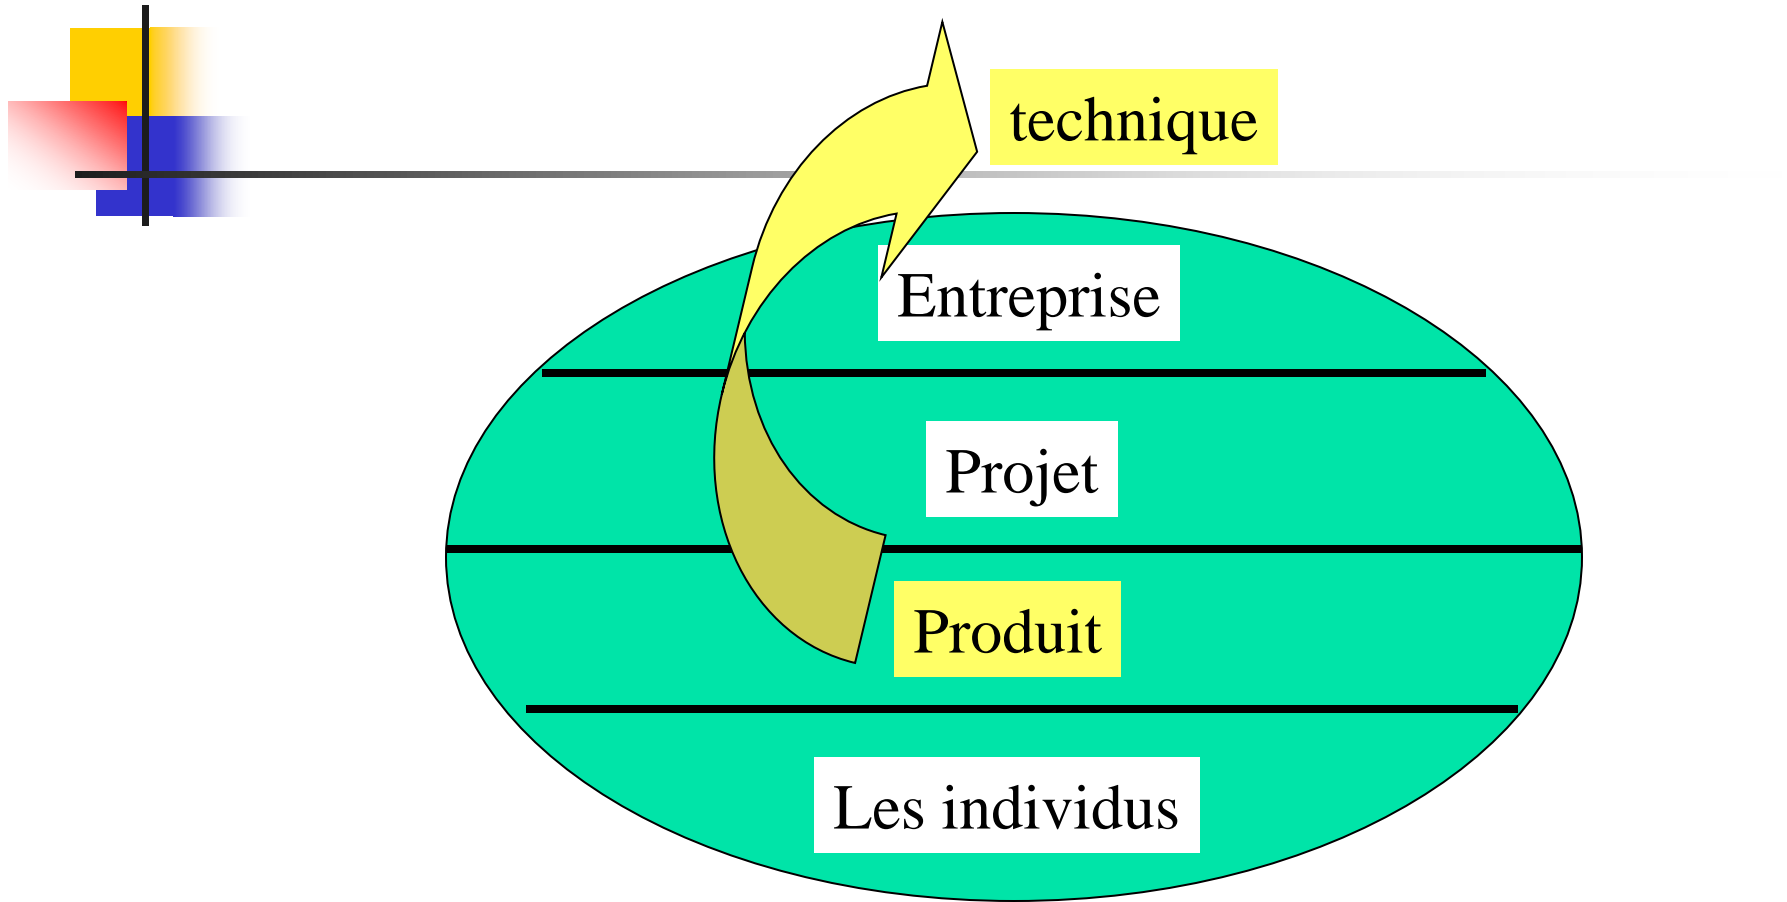 technique
Entreprise
Projet
Produit
Les individus